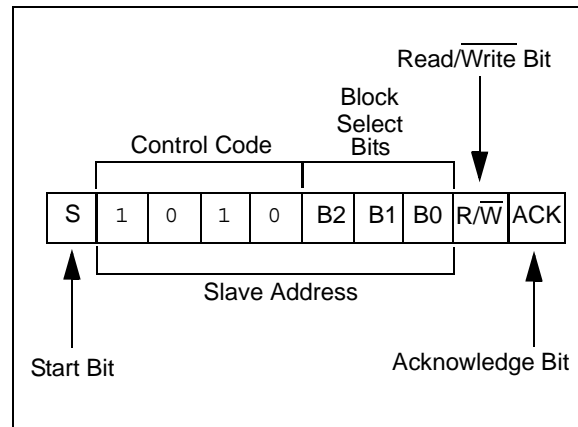 Read/Write Bit
Block
Select
Bits
Control Code
S 1 0 1 0 B2 B1 B0 R/W ACK
Slave Address
Start Bit
Acknowledge Bit